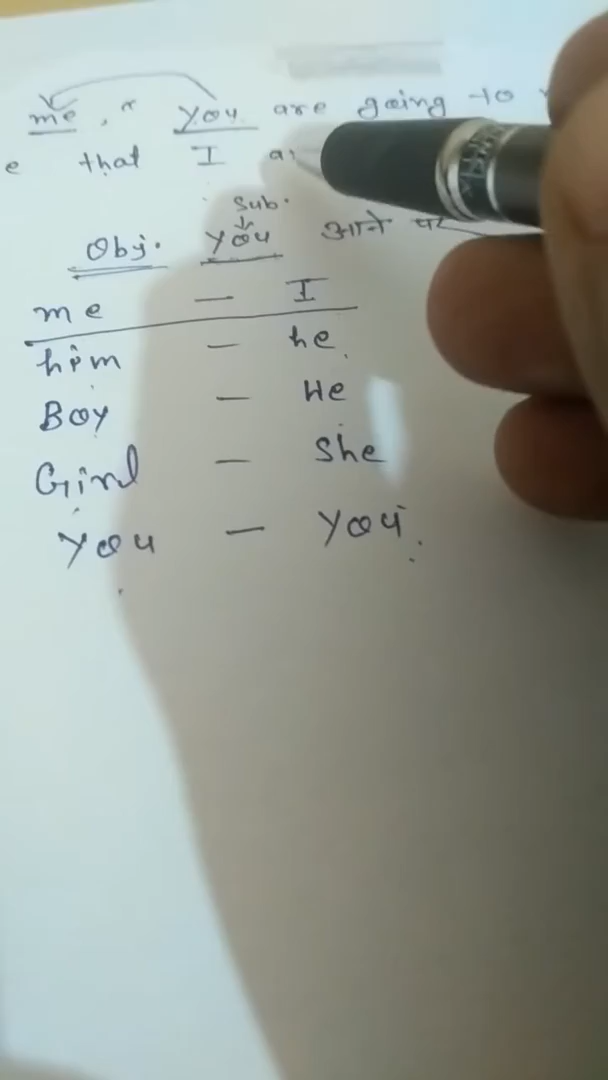 me, " you are going to
e that I a
Sub.
Obj. you आने पर
me — I
him — he
Boy — He
Girl — she
you — you.